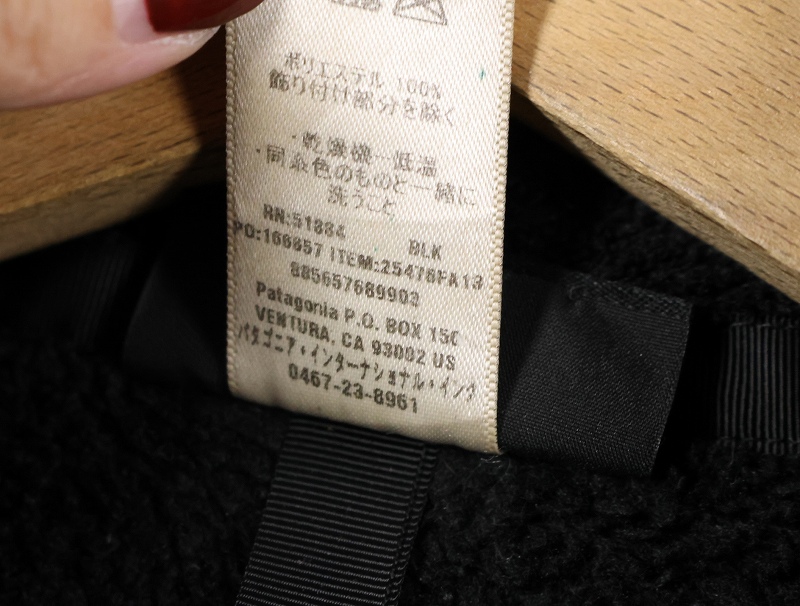 ポリエステル 100%
飾り付け部分を除く
・乾燥機一低温
・同系色のものと一緒に
洗うこと
RN:51884 BLK
PO:166857 ITEM:25478FA13
885657689903
Patagonia P.O. BOX 150
VENTURA, CA 93002 US
パタゴニア・インターナショナル・インク
0467-23-8961